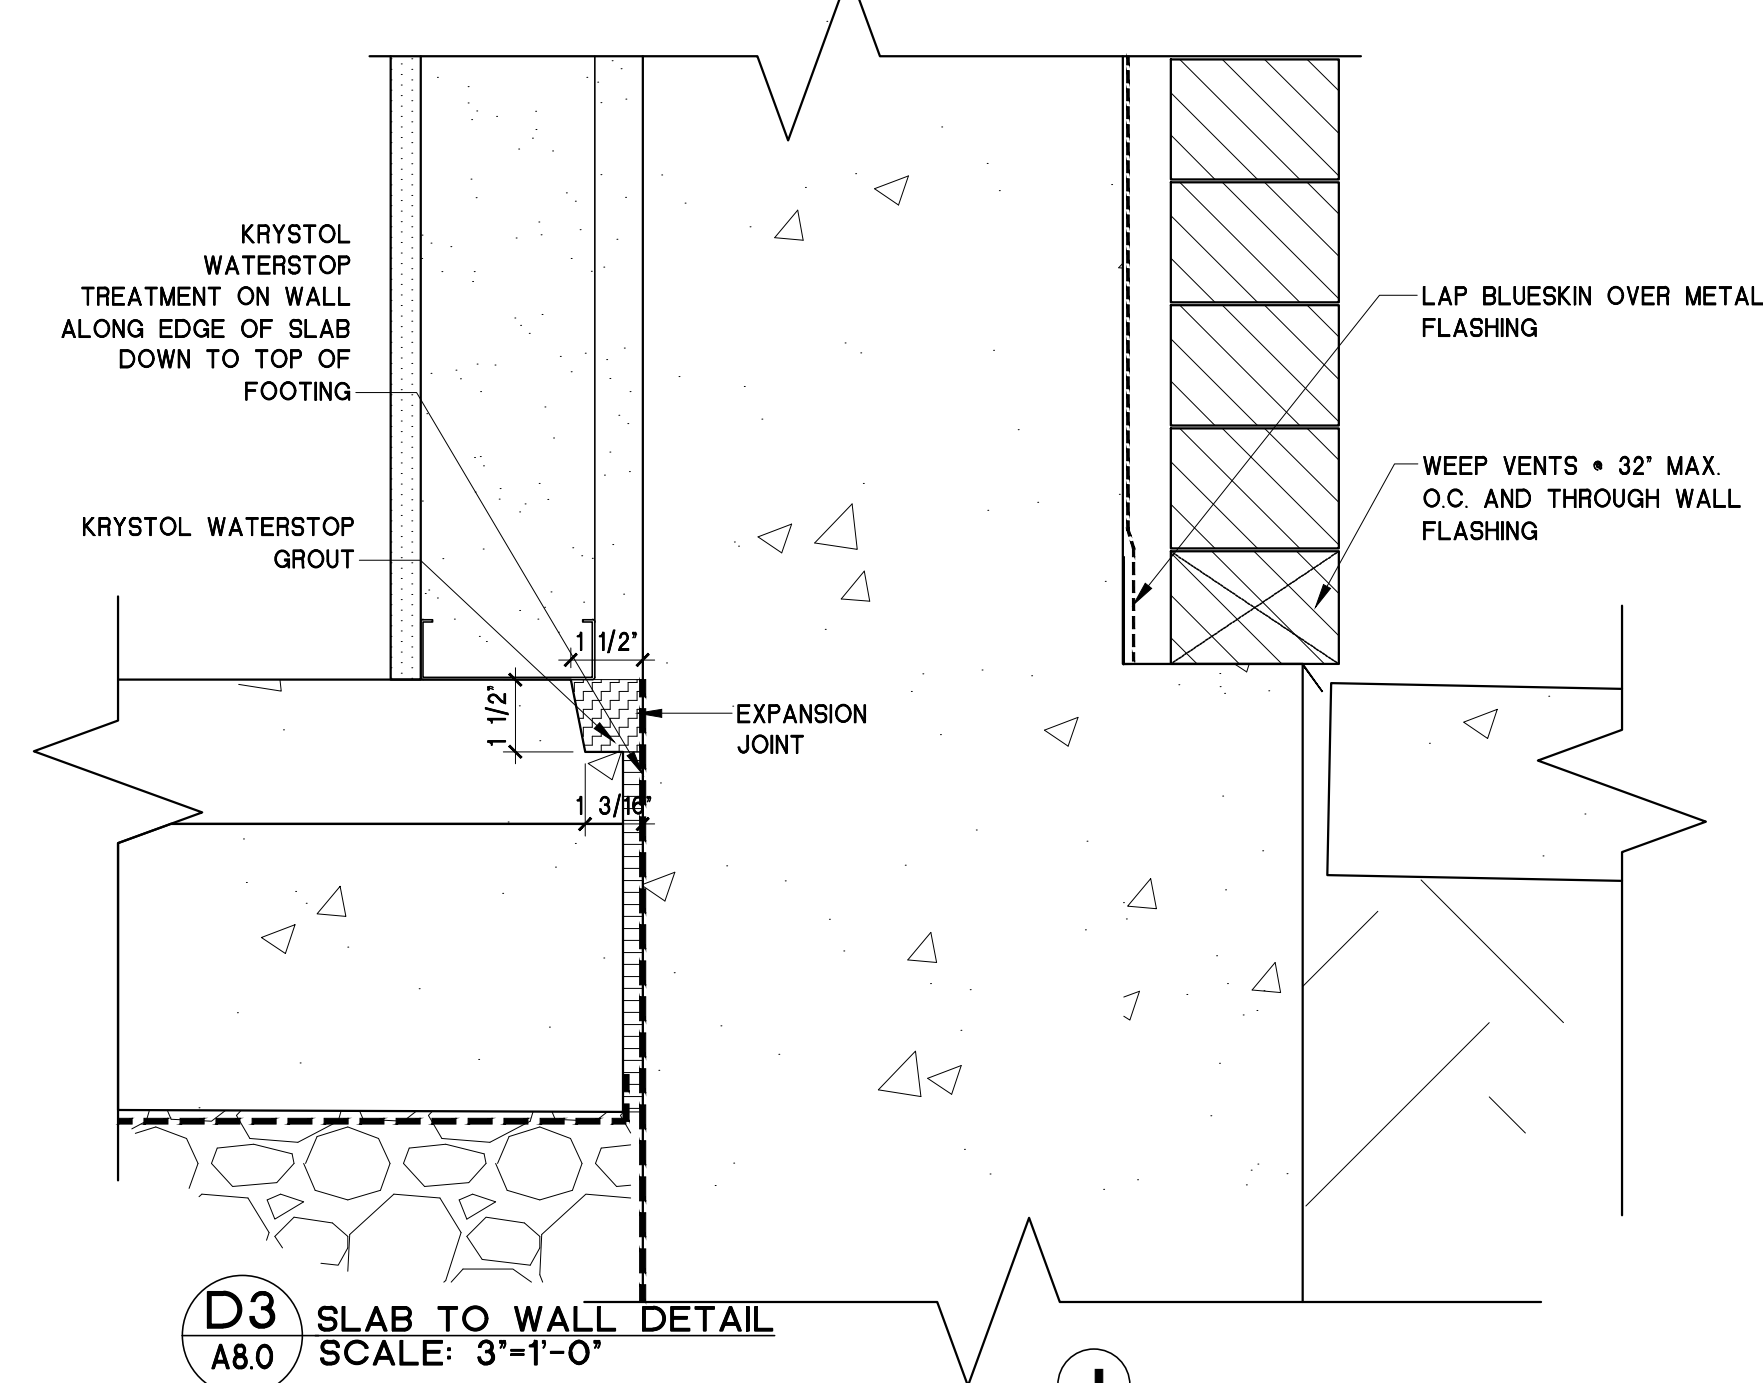 KRYSTOL
WATERSTOP
TREATMENT ON WALL
ALONG EDGE OF SLAB
DOWN TO TOP OF
FOOTING
KRYSTOL WATERSTOP
GROUT
LAP BLUESKIN OVER METAL
FLASHING
WEEP VENTS @ 32" MAX.
O.C. AND THROUGH WALL
FLASHING
1 1/2"
1 1/2"
EXPANSION
JOINT
1 3/16"
D3
A8.0
SLAB TO WALL DETAIL
SCALE: 3"=1'-0"